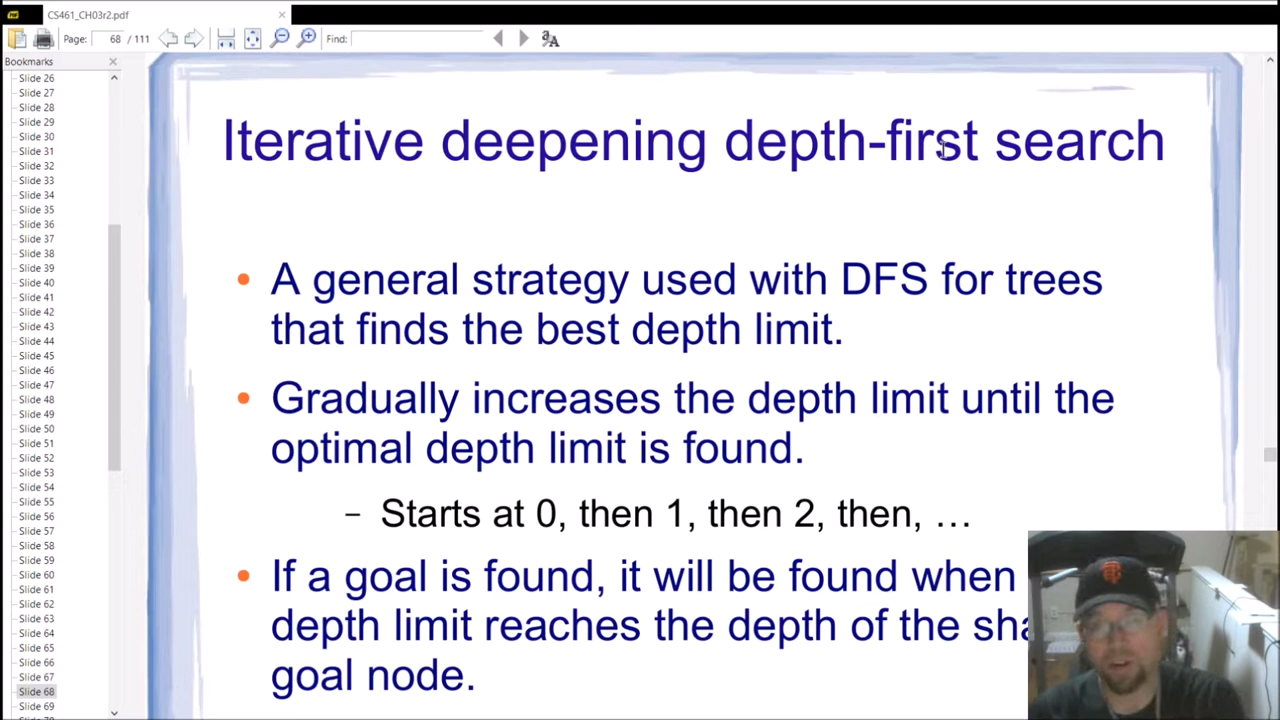 CS461_CH03r2.pdf
Page: 68 / 111 Find:
Bookmarks
Slide 26
Slide 27
Slide 28
Slide 29
Slide 30
Slide 31
Slide 32
Slide 33
Slide 34
Slide 35
Slide 36
Slide 37
Slide 38
Slide 39
Slide 40
Slide 41
Slide 42
Slide 43
Slide 44
Slide 45
Slide 46
Slide 47
Slide 48
Slide 49
Slide 50
Slide 51
Slide 52
Slide 53
Slide 54
Slide 55
Slide 56
Slide 57
Slide 58
Slide 59
Slide 60
Slide 61
Slide 62
Slide 63
Slide 64
Slide 65
Slide 66
Slide 67
Slide 68
Slide 69
Iterative deepening depth-first search
• A general strategy used with DFS for trees
that finds the best depth limit.
• Gradually increases the depth limit until the
optimal depth limit is found.
– Starts at 0, then 1, then 2, then, …
• If a goal is found, it will be found when
depth limit reaches the depth of the
goal node.